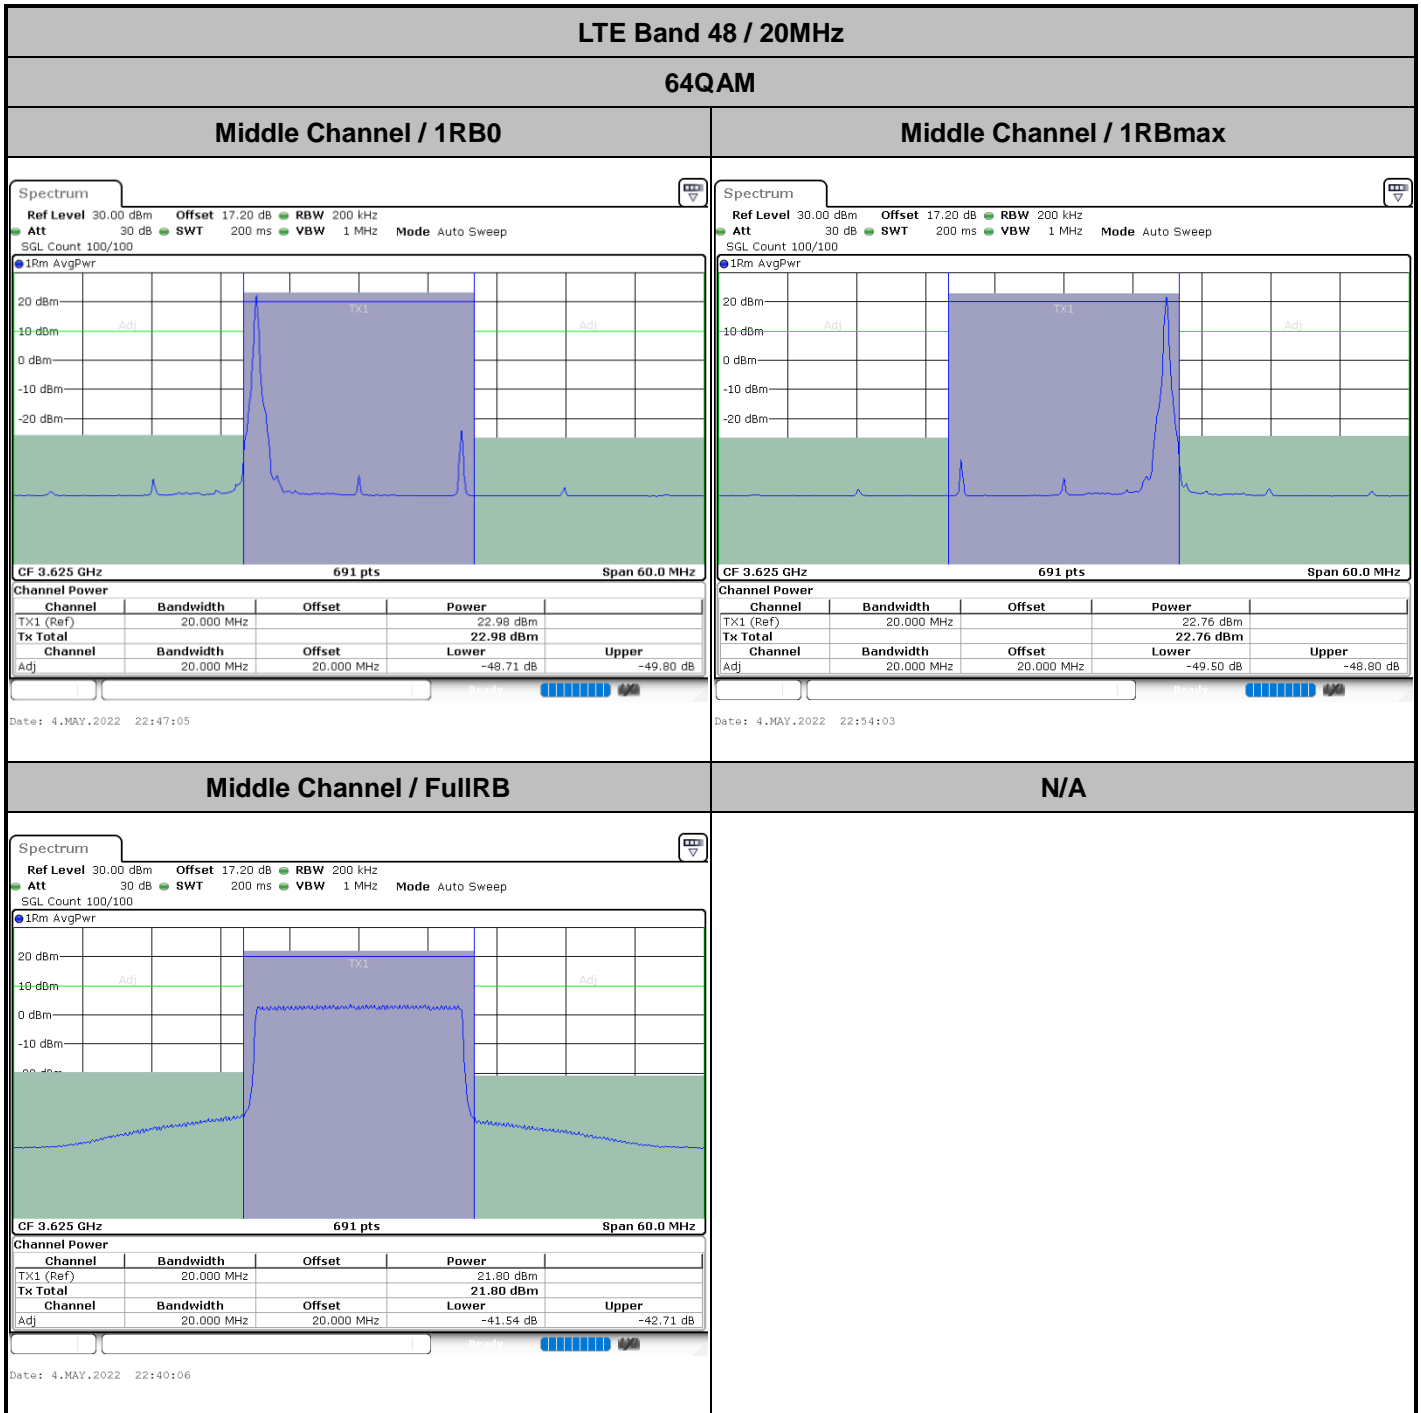 LTE Band 48 / 20MHz
64QAM
Middle Channel / 1RB0
Middle Channel / 1RBmax
Spectrum
Ref Level 30.00 dBm Offset 17.20 dB RBW 200 kHz
Att 30 dB SWT 200 ms VBW 1 MHz Mode Auto Sweep
SGL Count 100/100
1Rm AvgPwr
20 dBm
10 dBm
0 dBm
-10 dBm
-20 dBm
Adj
TX1
Adj
CF 3.625 GHz 691 pts Span 60.0 MHz
Channel Power
Channel Bandwidth Offset Power
TX1 (Ref) 20.000 MHz 22.98 dBm
Tx Total 22.98 dBm
Channel Bandwidth Offset Lower Upper
Adj 20.000 MHz 20.000 MHz -48.71 dB -49.80 dB
Ready
Date: 4.MAY.2022 22:47:05
Spectrum
Ref Level 30.00 dBm Offset 17.20 dB RBW 200 kHz
Att 30 dB SWT 200 ms VBW 1 MHz Mode Auto Sweep
SGL Count 100/100
1Rm AvgPwr
20 dBm
10 dBm
0 dBm
-10 dBm
-20 dBm
Adj
TX1
Adj
CF 3.625 GHz 691 pts Span 60.0 MHz
Channel Power
Channel Bandwidth Offset Power
TX1 (Ref) 20.000 MHz 22.76 dBm
Tx Total 22.76 dBm
Channel Bandwidth Offset Lower Upper
Adj 20.000 MHz 20.000 MHz -49.50 dB -48.80 dB
Ready
Date: 4.MAY.2022 22:54:03
Middle Channel / FullRB
N/A
Spectrum
Ref Level 30.00 dBm Offset 17.20 dB RBW 200 kHz
Att 30 dB SWT 200 ms VBW 1 MHz Mode Auto Sweep
SGL Count 100/100
1Rm AvgPwr
20 dBm
10 dBm
0 dBm
-10 dBm
Adj
TX1
Adj
CF 3.625 GHz 691 pts Span 60.0 MHz
Channel Power
Channel Bandwidth Offset Power
TX1 (Ref) 20.000 MHz 21.80 dBm
Tx Total 21.80 dBm
Channel Bandwidth Offset Lower Upper
Adj 20.000 MHz 20.000 MHz -41.54 dB -42.71 dB
Ready
Date: 4.MAY.2022 22:40:06